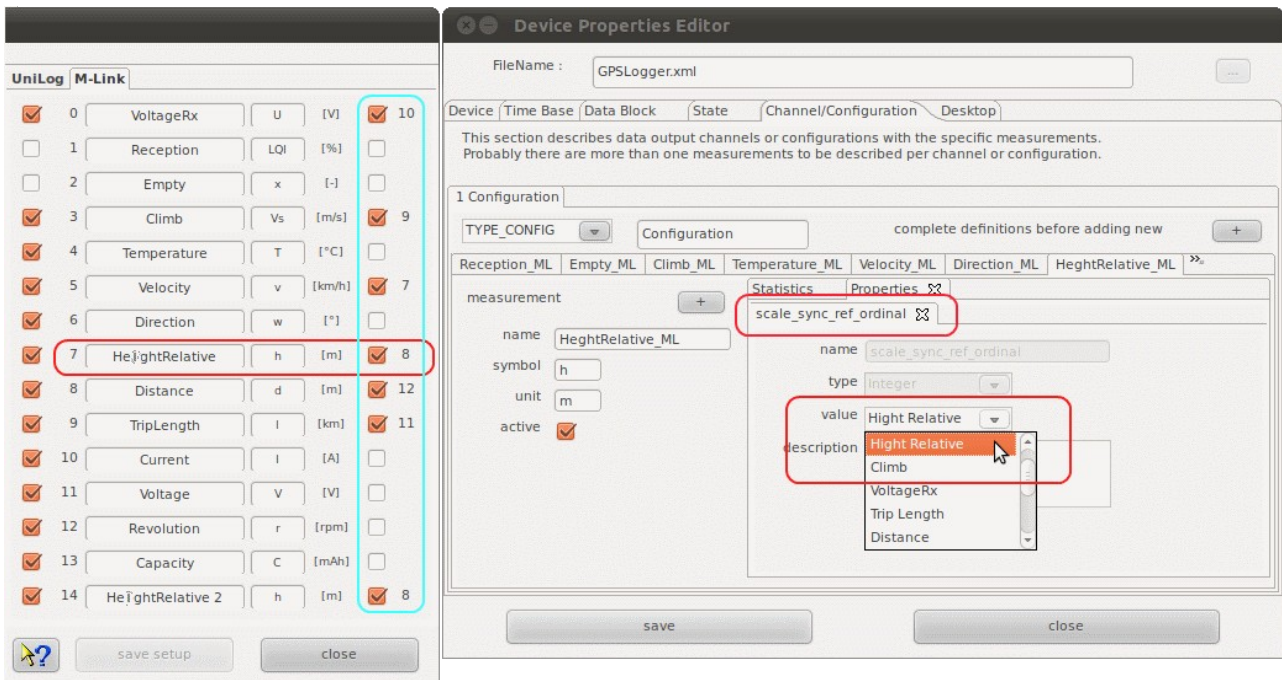 UniLog M-Link
0 VoltageRx U [V] 10
1 Reception LQI [%]
2 Empty x [-]
3 Climb Vs [m/s] 9
4 Temperature T [°C]
5 Velocity v [km/h] 7
6 Direction w [°]
7 HeightRelative h [m] 8
8 Distance d [m] 12
9 TripLength l [km] 11
10 Current I [A]
11 Voltage V [V]
12 Revolution r [rpm]
13 Capacity C [mAh]
14 HeightRelative 2 h [m] 8
save setup close
Device Properties Editor
FileName : GPSLogger.xml ...
Device Time Base Data Block State Channel/Configuration Desktop
This section describes data output channels or configurations with the specific measurements.
Probably there are more than one measurements to be described per channel or configuration.
1 Configuration
TYPE_CONFIG Configuration complete definitions before adding new +
Reception_ML Empty_ML Climb_ML Temperature_ML Velocity_ML Direction_ML HeghtRelative_ML
measurement +
name HeghtRelative_ML
symbol h
unit m
active
Statistics Properties
scale_sync_ref_ordinal
name scale_sync_ref_ordinal
type Integer
value Hight Relative
description
Hight Relative
Climb
VoltageRx
Trip Length
Distance
save close